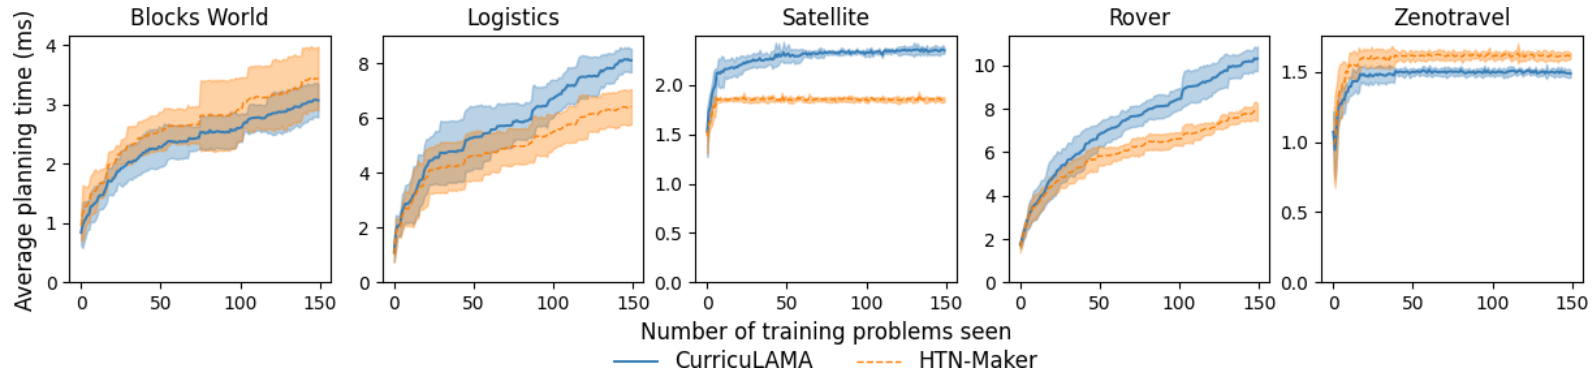 Blocks World
Logistics
Satellite
Rover
Zenotravel
Average planning time (ms)
4
3
2
1
0
0 50 100 150
8
6
4
2
0
0 50 100 150
2.0
1.5
1.0
0.5
0.0
0 50 100 150
10
8
6
4
2
0
0 50 100 150
1.5
1.0
0.5
0.0
0 50 100 150
Number of training problems seen
CurricuLAMA
HTN-Maker